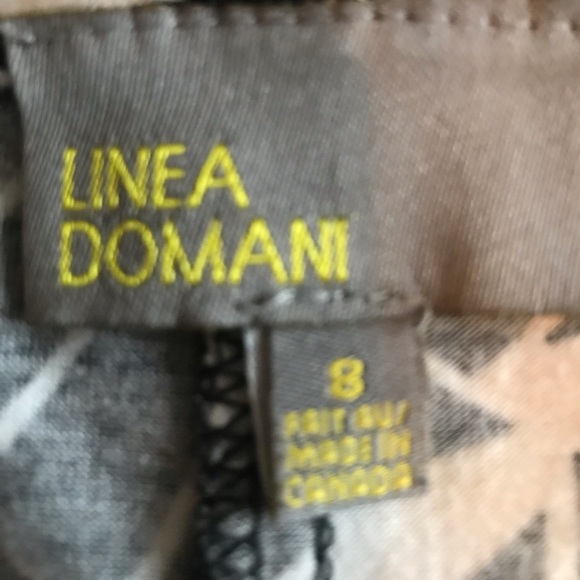 LINEA
DOMANI
8
FAIT AU/
MADE IN
CANADA